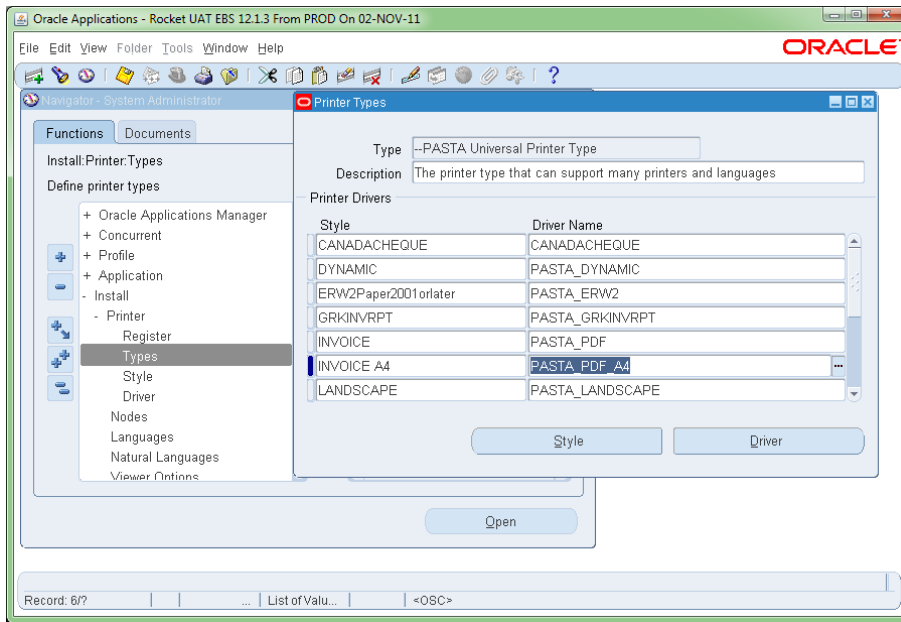 Oracle Applications - Rocket UAT EBS 12.1.3 From PROD On 02-NOV-11
File Edit View Folder Tools Window Help
ORACLE
Navigator - System Administrator
Functions Documents
Install:Printer:Types
Define printer types
+ Oracle Applications Manager
+ Concurrent
+ Profile
+ Application
- Install
- Printer
Register
Types
Style
Driver
Nodes
Languages
Natural Languages
Viewer Options
Open
Printer Types
Type --PASTA Universal Printer Type
Description The printer type that can support many printers and languages
Printer Drivers
Style Driver Name
CANADACHEQUE CANADACHEQUE
DYNAMIC PASTA_DYNAMIC
ERW2Paper2001orlater PASTA_ERW2
GRKINVRPT PASTA_GRKINVRPT
INVOICE PASTA_PDF
INVOICE A4 PASTA_PDF_A4
LANDSCAPE PASTA_LANDSCAPE
Style Driver
Record: 6/? ... List of Valu... <OSC>